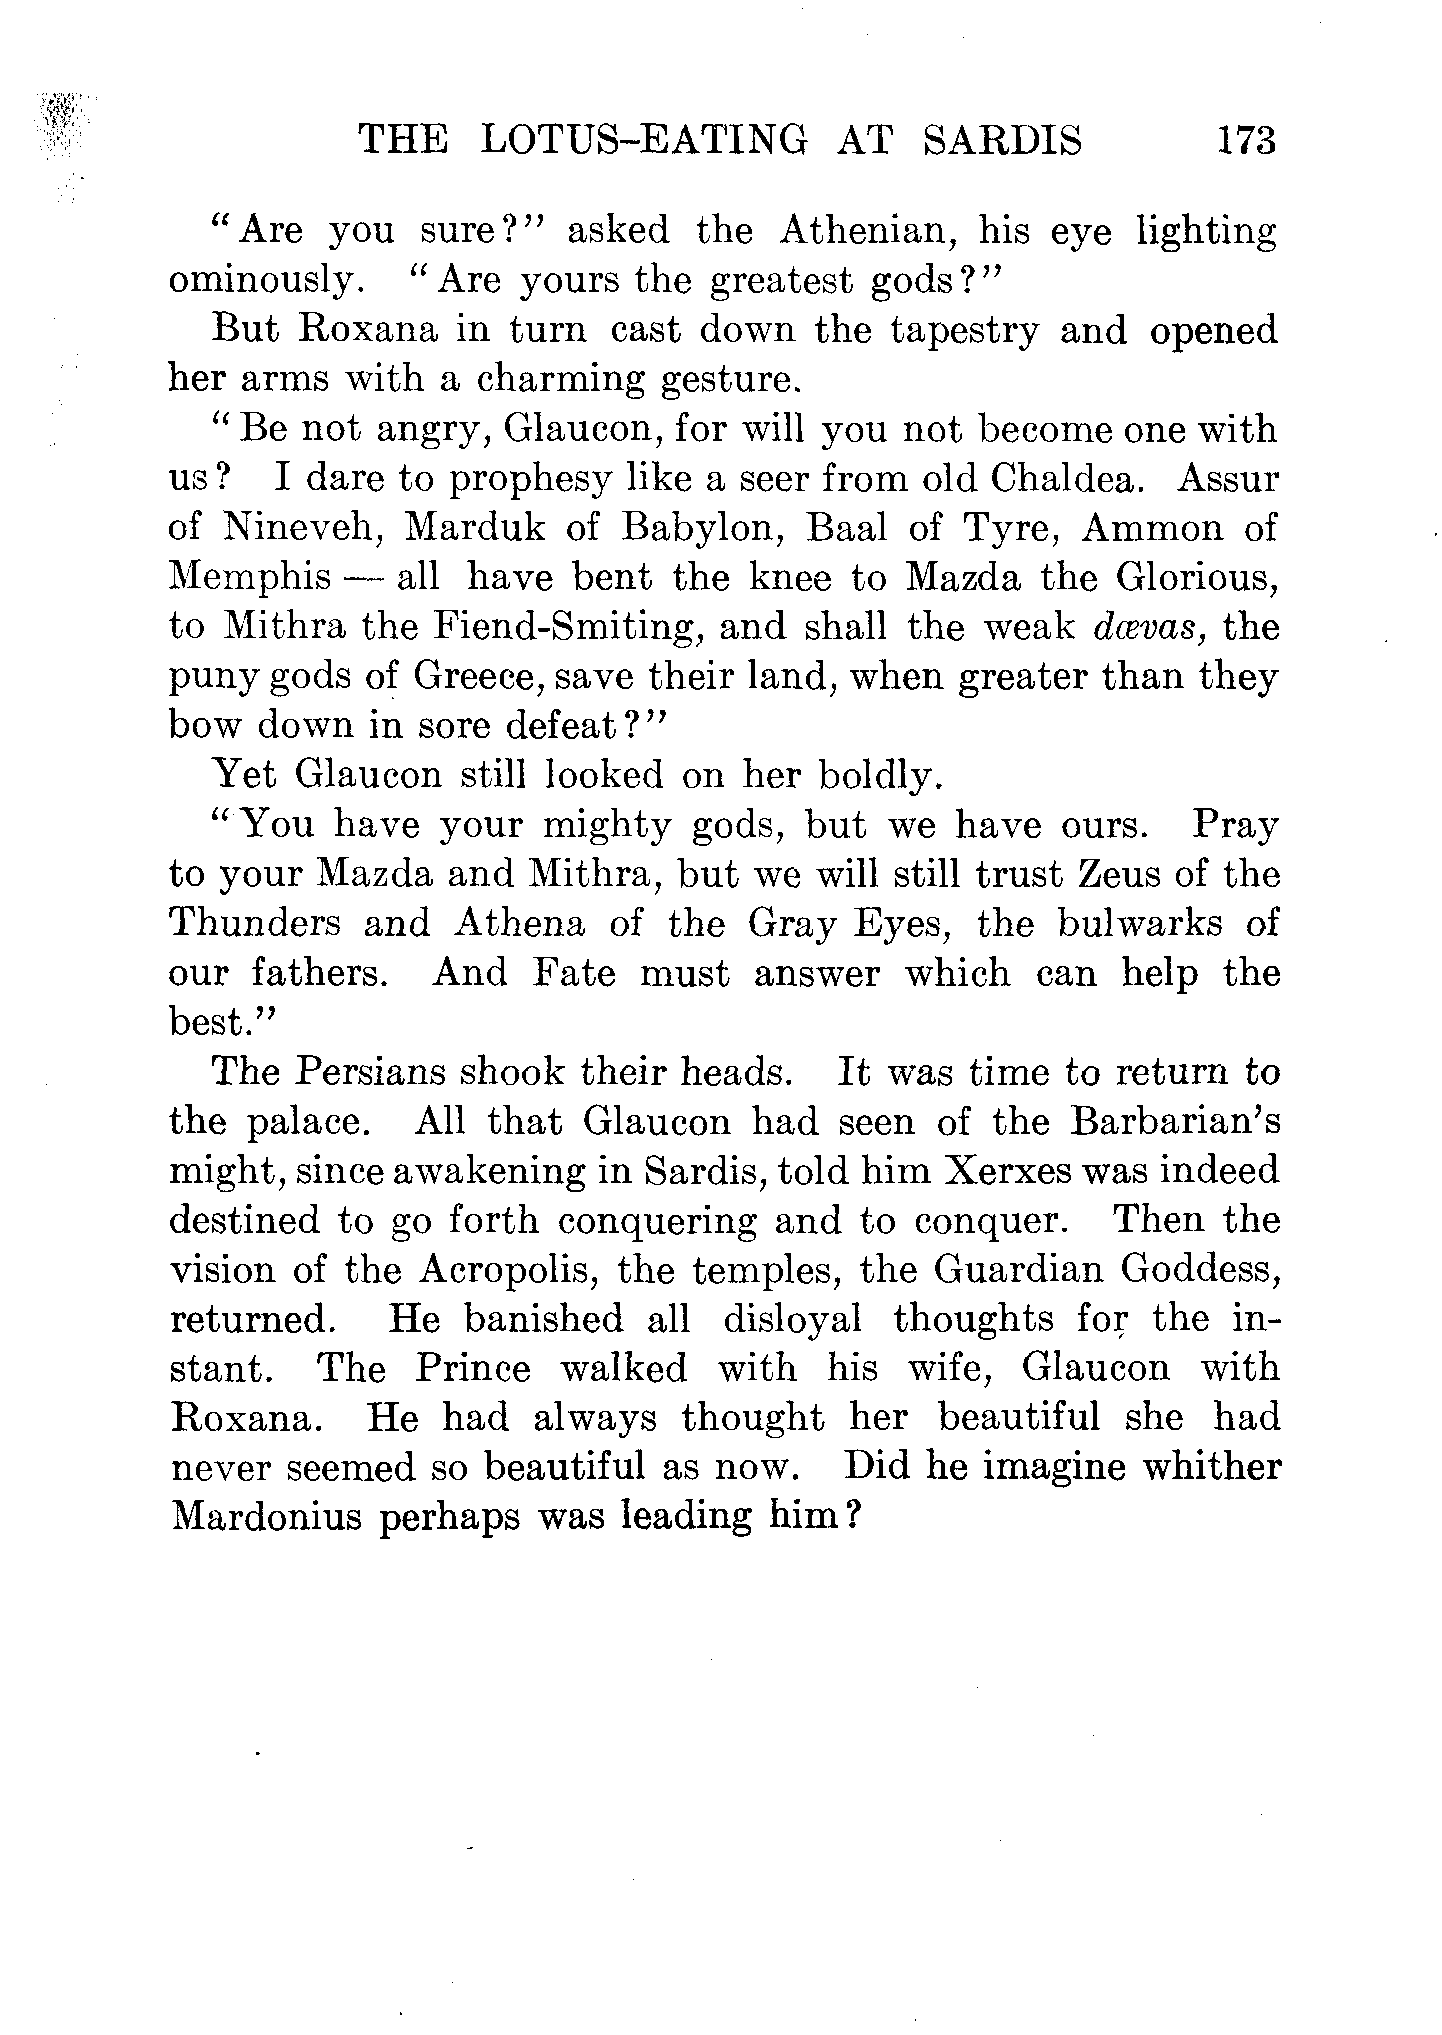 THE LOTUS-EATING AT SARDIS 173
"Are you sure?" asked the Athenian, his eye lighting
ominously. "Are yours the greatest gods?"
But Roxana in turn cast down the tapestry and opened
her arms with a charming gesture.
"Be not angry, Glaucon, for will you not become one with
us? I dare to prophesy like a seer from old Chaldea. Assur
of Nineveh, Marduk of Babylon, Baal of Tyre, Ammon of
Memphis — all have bent the knee to Mazda the Glorious,
to Mithra the Fiend-Smiting, and shall the weak dævas, the
puny gods of Greece, save their land, when greater than they
bow down in sore defeat?"
Yet Glaucon still looked on her boldly.
"You have your mighty gods, but we have ours. Pray
to your Mazda and Mithra, but we will still trust Zeus of the
Thunders and Athena of the Gray Eyes, the bulwarks of
our fathers. And Fate must answer which can help the
best."
The Persians shook their heads. It was time to return to
the palace. All that Glaucon had seen of the Barbarian's
might, since awakening in Sardis, told him Xerxes was indeed
destined to go forth conquering and to conquer. Then the
vision of the Acropolis, the temples, the Guardian Goddess,
returned. He banished all disloyal thoughts for the in-
stant. The Prince walked with his wife, Glaucon with
Roxana. He had always thought her beautiful she had
never seemed so beautiful as now. Did he imagine whither
Mardonius perhaps was leading him?